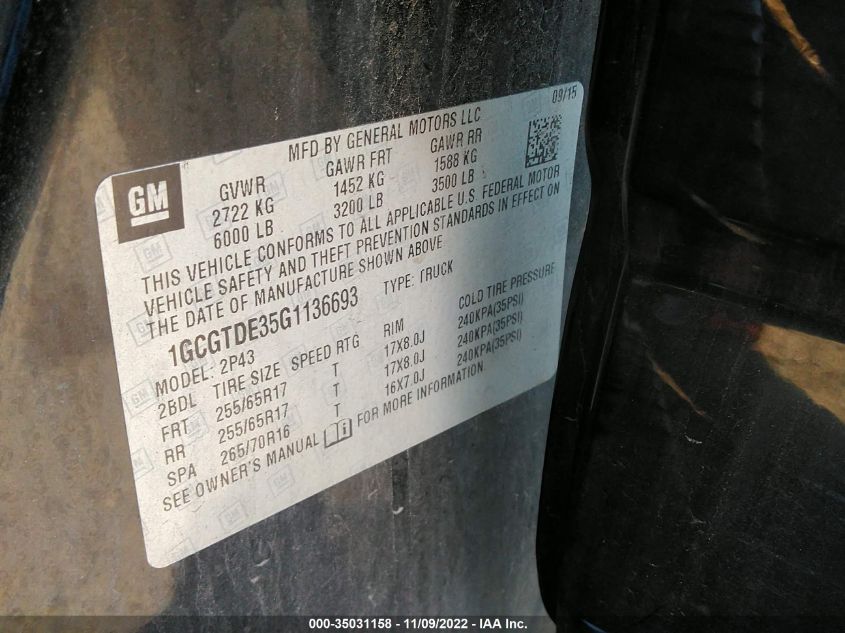 09/15
MFD BY GENERAL MOTORS LLC
GM
GVWR GAWR FRT GAWR RR
2722 KG 1452 KG 1588 KG
6000 LB 3200 LB 3500 LB
THIS VEHICLE CONFORMS TO ALL APPLICABLE U.S. FEDERAL MOTOR
VEHICLE SAFETY AND THEFT PREVENTION STANDARDS IN EFFECT ON
THE DATE OF MANUFACTURE SHOWN ABOVE.
1GCGTDE35G1136693 TYPE: TRUCK
MODEL: 2P43
2BDL TIRE SIZE SPEED RTG RIM COLD TIRE PRESSURE
FRT 255/65R17 T 17X8.0J 240KPA(35PSI)
RR 255/65R17 T 17X8.0J 240KPA(35PSI)
SPA 265/70R16 T 16X7.0J 240KPA(35PSI)
SEE OWNER'S MANUAL i FOR MORE INFORMATION.
000-35031158 - 11/09/2022 - IAA Inc.